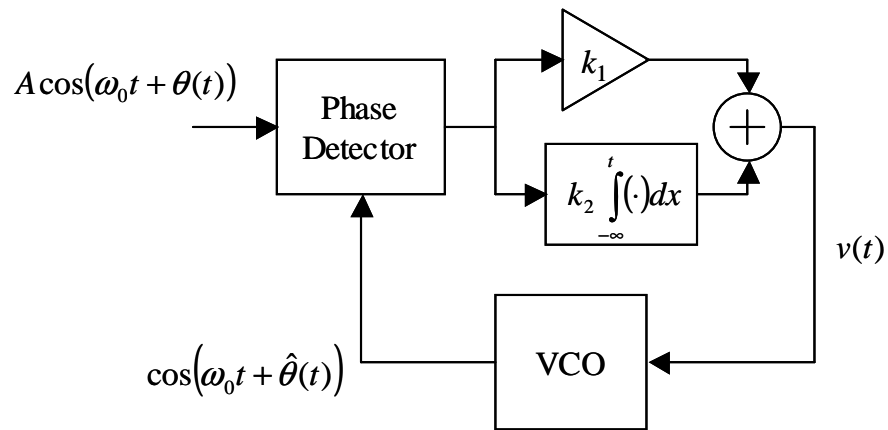 A cos(ω₀t + θ(t))
Phase
Detector
k₁
+
k₂ ∫_{-∞}^{t}(·)dx
v(t)
VCO
cos(ω₀t + θ̂(t))